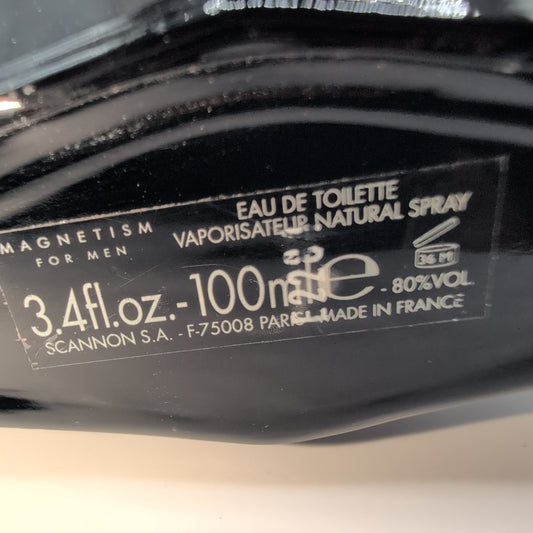 MAGNETISM
FOR MEN
EAU DE TOILETTE
VAPORISATEUR NATURAL SPRAY
36 M
3.4fl.oz.-100ml e - 80%VOL.
SCANNON S.A. - F-75008 PARIS - MADE IN FRANCE